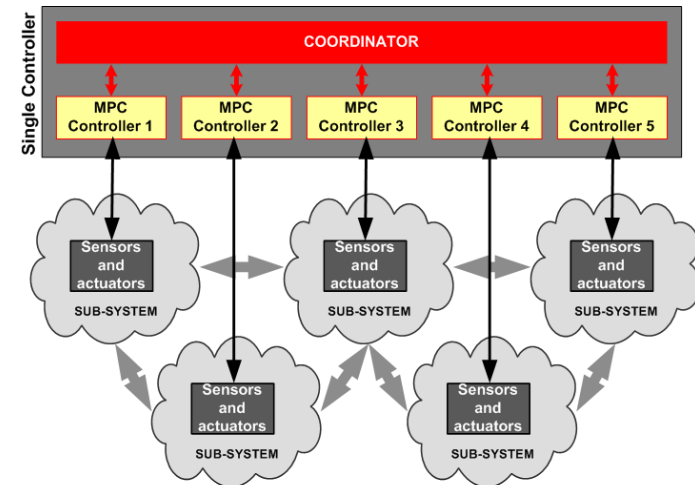 Single Controller
COORDINATOR
MPC
Controller 1
MPC
Controller 2
MPC
Controller 3
MPC
Controller 4
MPC
Controller 5
Sensors
and
actuators
SUB-SYSTEM
Sensors
and
actuators
SUB-SYSTEM
Sensors
and
actuators
SUB-SYSTEM
Sensors
and
actuators
SUB-SYSTEM
Sensors
and
actuators
SUB-SYSTEM